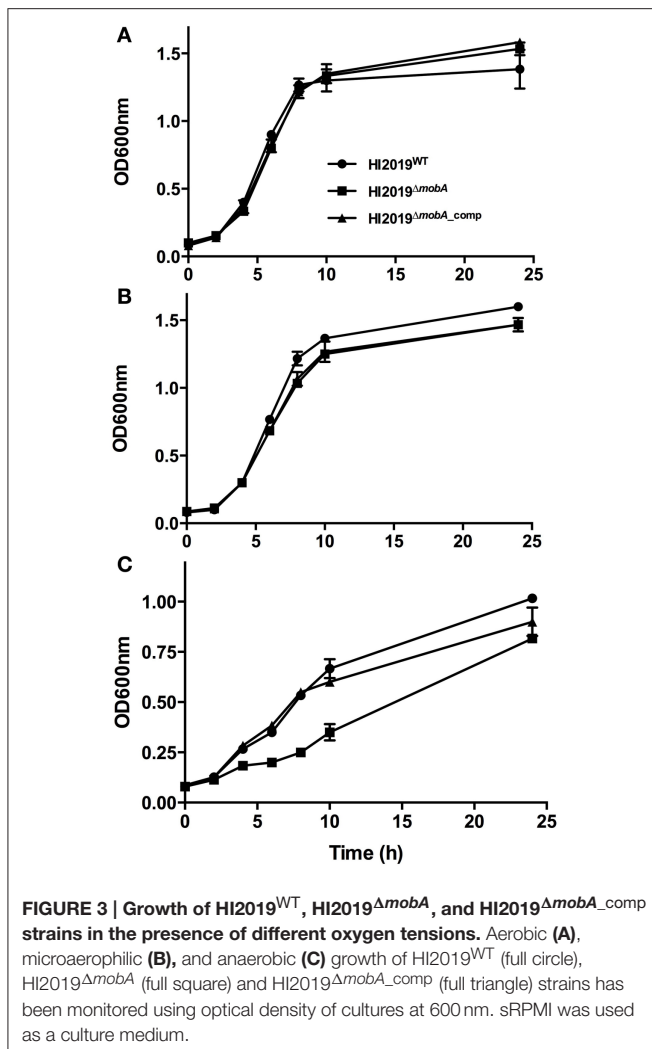 A
OD600nm
1.5
1.0
0.5
0.0
HI2019WT
HI2019ΔmobA
HI2019ΔmobA_comp
0 5 10 15 20 25
B
OD600nm
1.5
1.0
0.5
0.0
0 5 10 15 20 25
C
OD600nm
1.00
0.75
0.50
0.25
0.00
0 5 10 15 20 25
Time (h)
FIGURE 3 | Growth of HI2019WT, HI2019ΔmobA, and HI2019ΔmobA_comp
strains in the presence of different oxygen tensions. Aerobic (A),
microaerophilic (B), and anaerobic (C) growth of HI2019WT (full circle),
HI2019ΔmobA (full square) and HI2019ΔmobA_comp (full triangle) strains has
been monitored using optical density of cultures at 600 nm. sRPMI was used
as a culture medium.